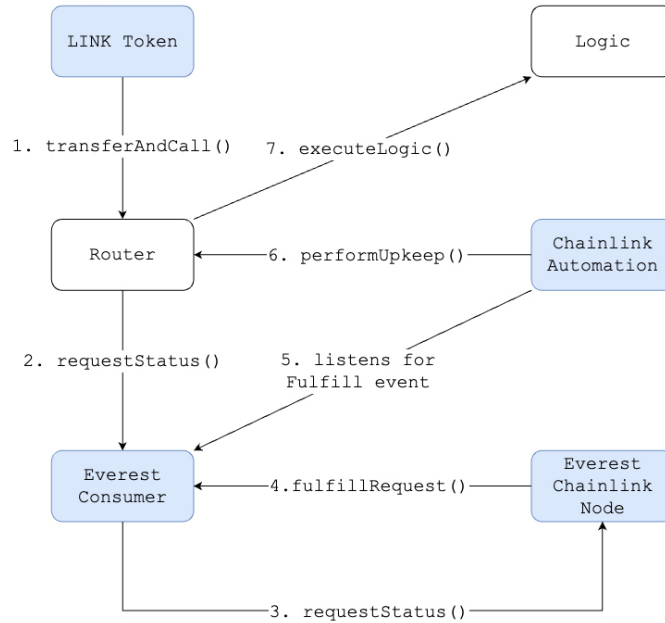 LINK Token
Logic
1. transferAndCall()
7. executeLogic()
Router
6. performUpkeep()
Chainlink
Automation
2. requestStatus()
5. listens for
Fulfill event
Everest
Consumer
4.fulfillRequest()
Everest
Chainlink
Node
3. requestStatus()